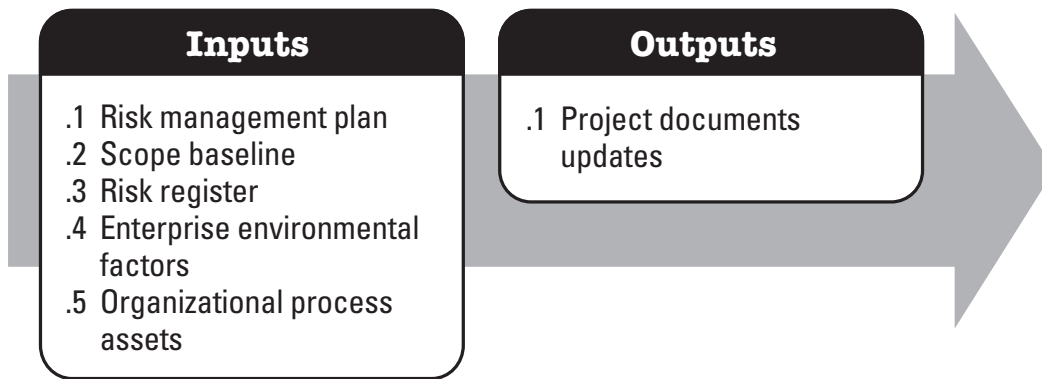 Inputs
.1 Risk management plan
.2 Scope baseline
.3 Risk register
.4 Enterprise environmental
factors
.5 Organizational process
assets
Outputs
.1 Project documents
updates